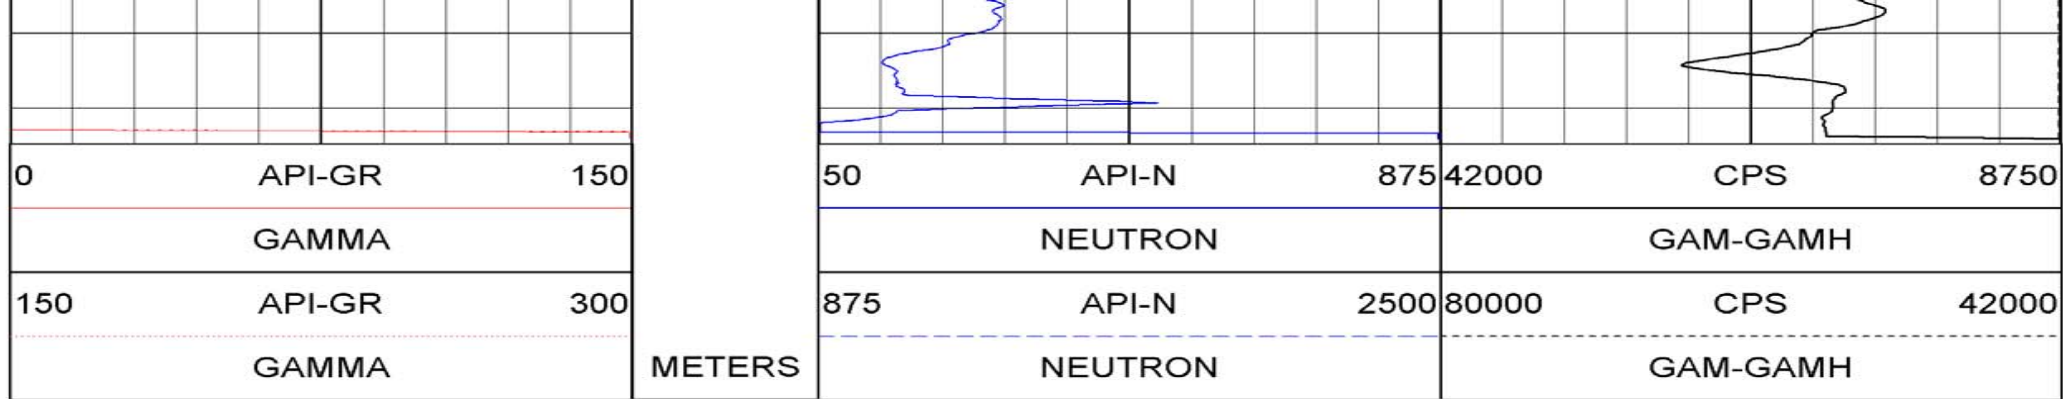 0 API-GR 150 50 API-N 875 42000 CPS 8750
GAMMA NEUTRON GAM-GAMH
150 API-GR 300 875 API-N 2500 80000 CPS 42000
GAMMA METERS NEUTRON GAM-GAMH